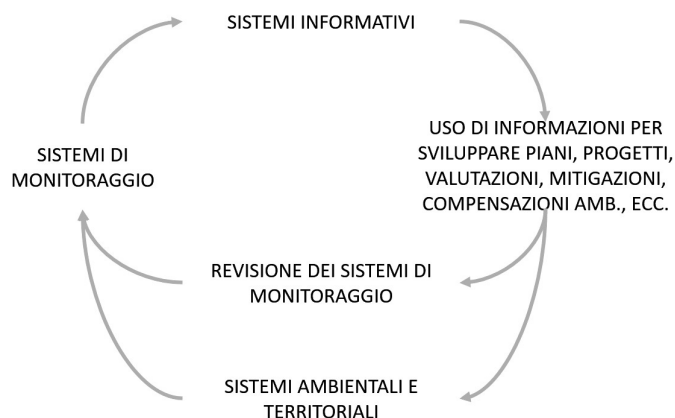 SISTEMI INFORMATIVI
USO DI INFORMAZIONI PER
SVILUPPARE PIANI, PROGETTI,
VALUTAZIONI, MITIGAZIONI,
COMPENSAZIONI AMB., ECC.
SISTEMI DI
MONITORAGGIO
REVISIONE DEI SISTEMI DI
MONITORAGGIO
SISTEMI AMBIENTALI E
TERRITORIALI